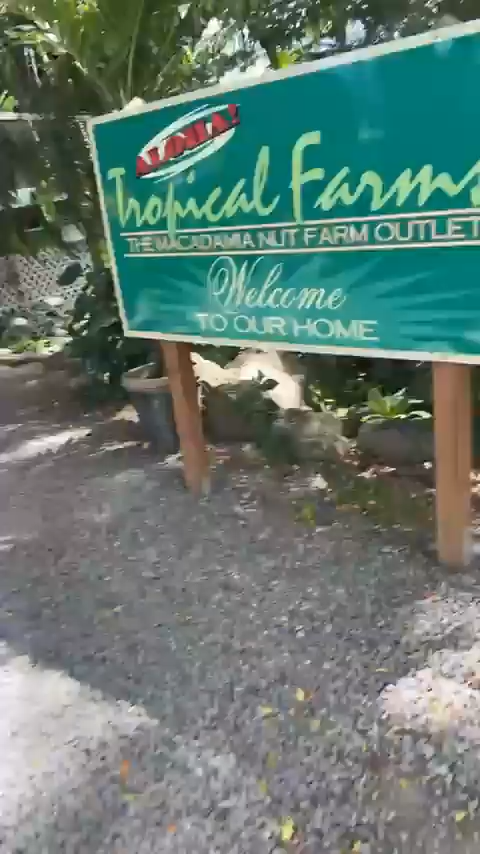 ALOHA!
Tropical Farms
THE MACADAMIA NUT FARM OUTLET
Welcome
TO OUR HOME